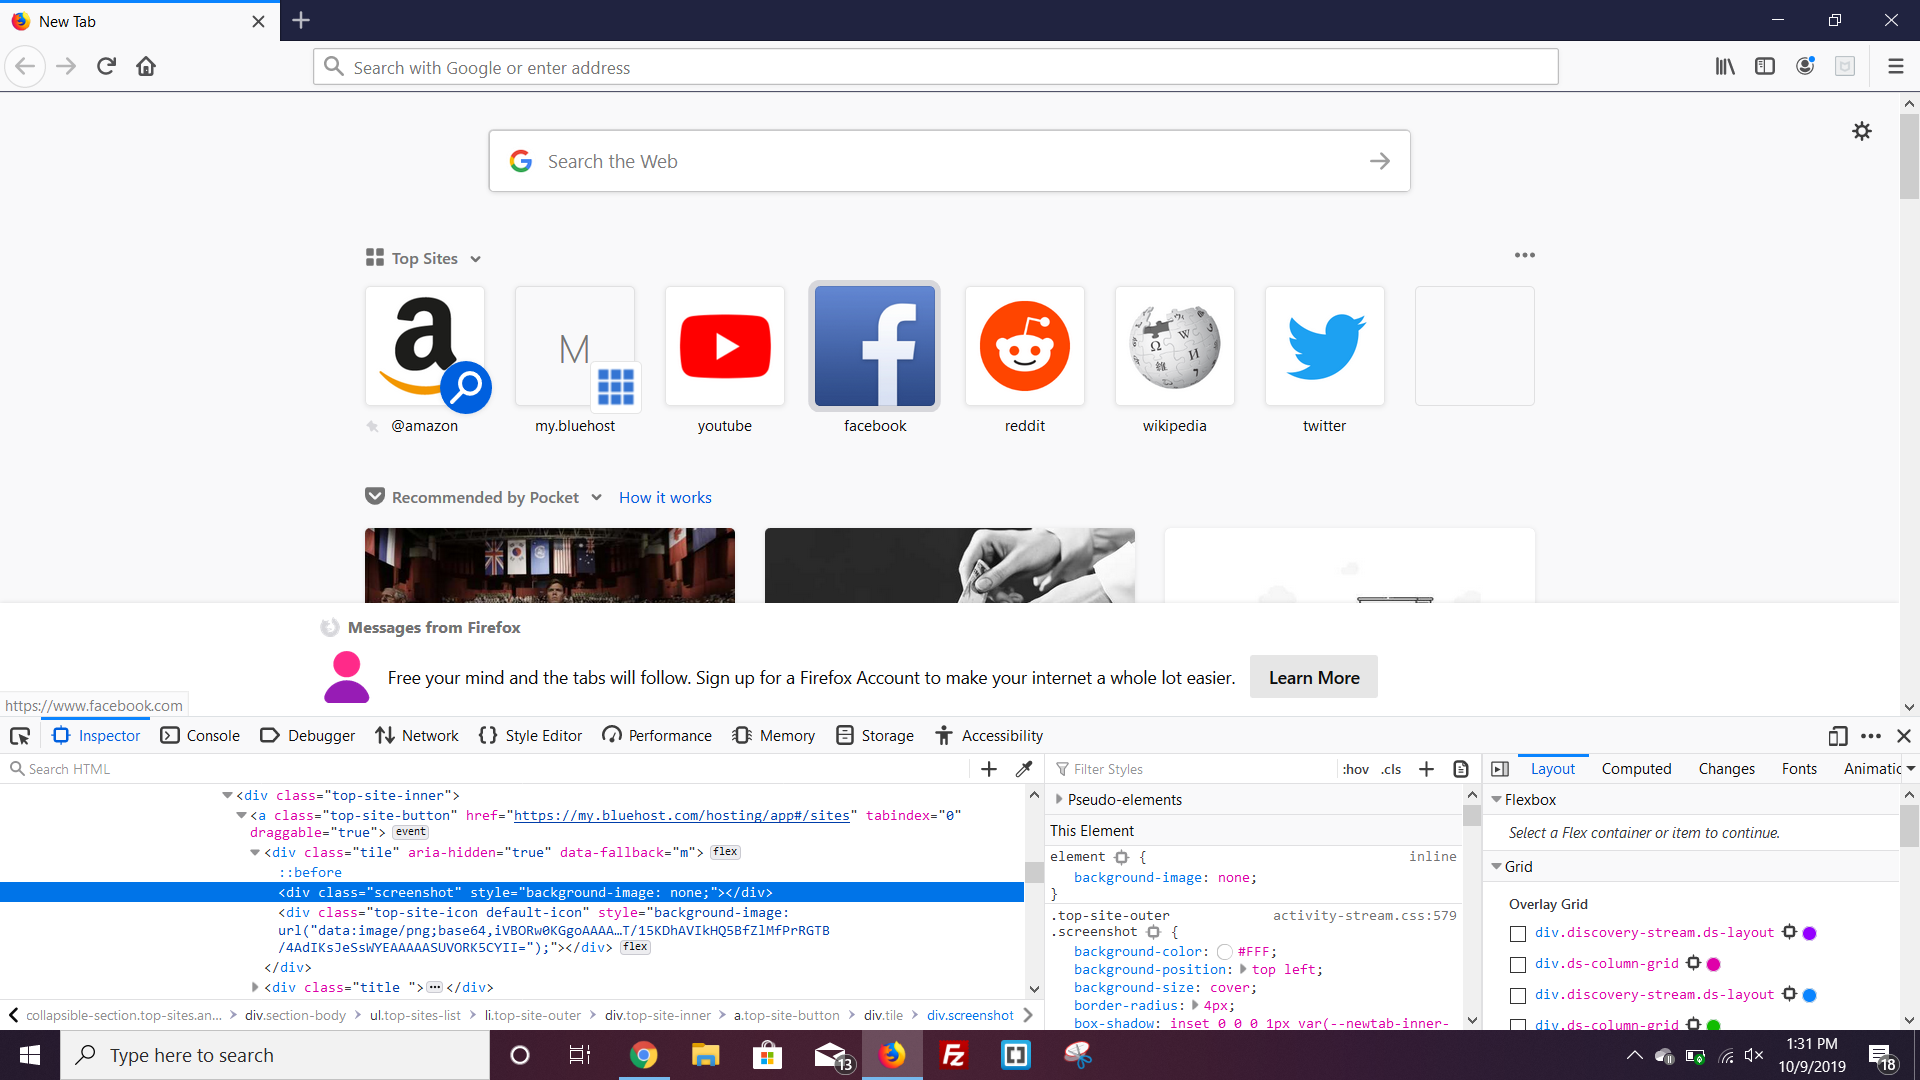 New Tab
Search with Google or enter address
Search the Web
Top Sites
a
M
@amazon
my.bluehost
youtube
facebook
reddit
wikipedia
twitter
Recommended by Pocket How it works
Messages from Firefox
Free your mind and the tabs will follow. Sign up for a Firefox Account to make your internet a whole lot easier. Learn More
https://www.facebook.com
Inspector Console Debugger Network Style Editor Performance Memory Storage Accessibility
Search HTML
<div class="top-site-inner">
<a class="top-site-button" href="https://my.bluehost.com/hosting/app#/sites" tabindex="0"
draggable="true"> event
<div class="tile" aria-hidden="true" data-fallback="m"> flex
::before
<div class="screenshot" style="background-image: none;"></div>
<div class="top-site-icon default-icon" style="background-image:
url("data:image/png;base64,iVBORw0KGgoAAAA…T/15KDhAVIkHQ5BfZlMfPrRGTB
/4AdIKsJeSsWYEAAAAASUVORK5CYII=");"></div> flex
</div>
<div class="title ">…</div>
collapsible-section.top-sites.an… div.section-body ul.top-sites-list li.top-site-outer div.top-site-inner a.top-site-button div.tile div.screenshot
Filter Styles :hov .cls
Pseudo-elements
This Element
element { inline
background-image: none;
}
.top-site-outer activity-stream.css:579
.screenshot {
background-color: #FFF;
background-position: top left;
background-size: cover;
border-radius: 4px;
box-shadow: inset 0 0 0 1px var(--newtab-inner-
Layout Computed Changes Fonts Animatic
Flexbox
Select a Flex container or item to continue.
Grid
Overlay Grid
div.discovery-stream.ds-layout
div.ds-column-grid
div.discovery-stream.ds-layout
div.ds-column-grid
Type here to search
13
Fz
1:31 PM
10/9/2019
18